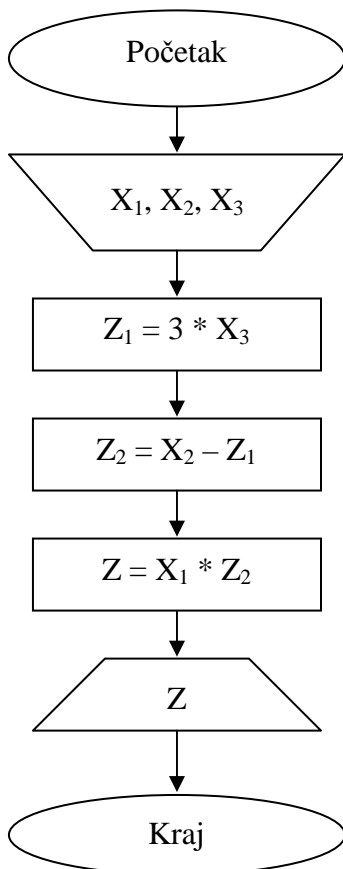 Početak
X₁, X₂, X₃
Z₁ = 3 * X₃
Z₂ = X₂ – Z₁
Z = X₁ * Z₂
Z
Kraj